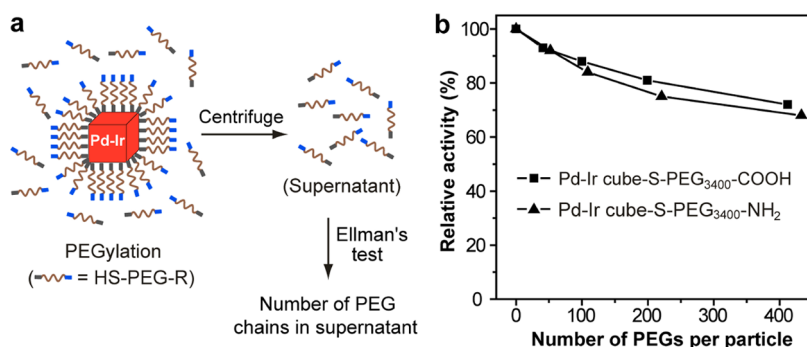 a
Pd-Ir
Centrifuge
(Supernatant)
PEGylation
( = HS-PEG-R)
Ellman's
test
Number of PEG
chains in supernatant
b
Relative activity (%)
100
80
60
40
20
0
Pd-Ir cube-S-PEG3400-COOH
Pd-Ir cube-S-PEG3400-NH2
0 100 200 300 400
Number of PEGs per particle